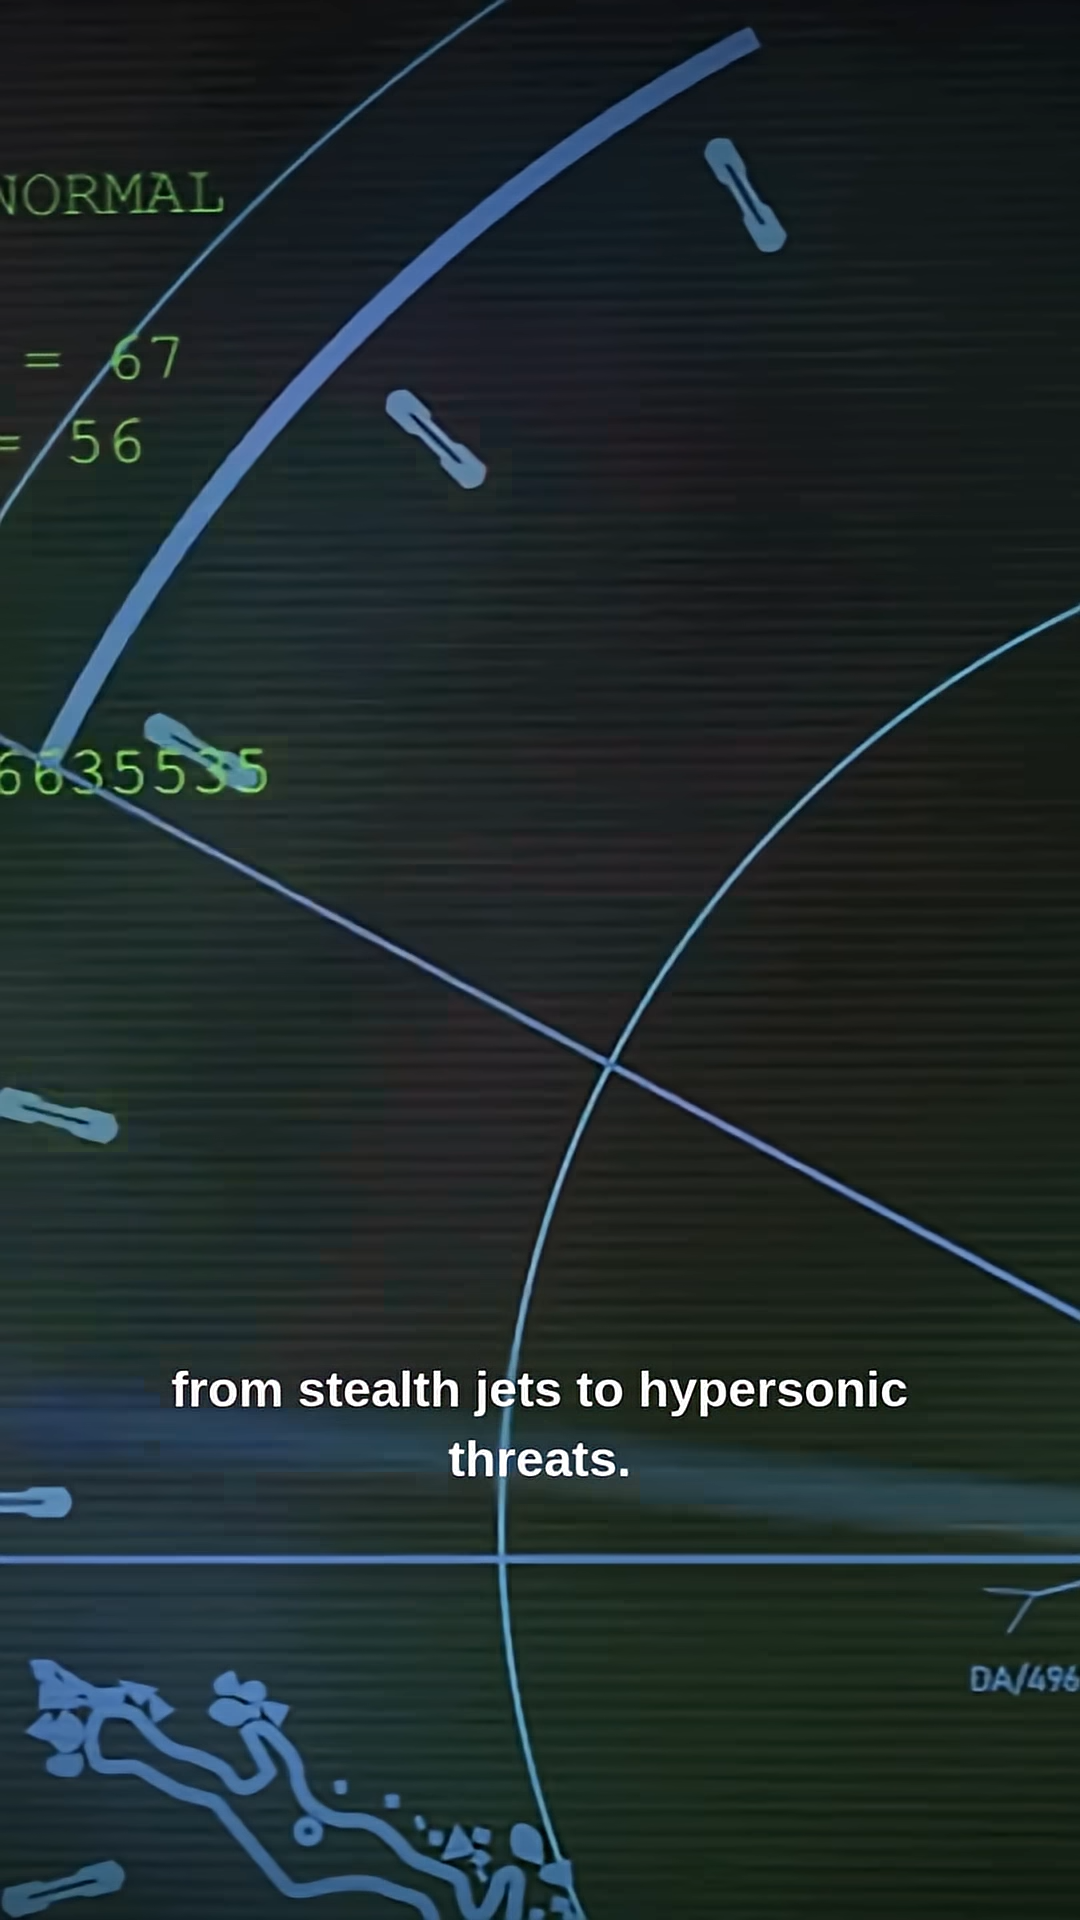 NORMAL
= 67
= 56
6635535
from stealth jets to hypersonic
threats.
DA/496